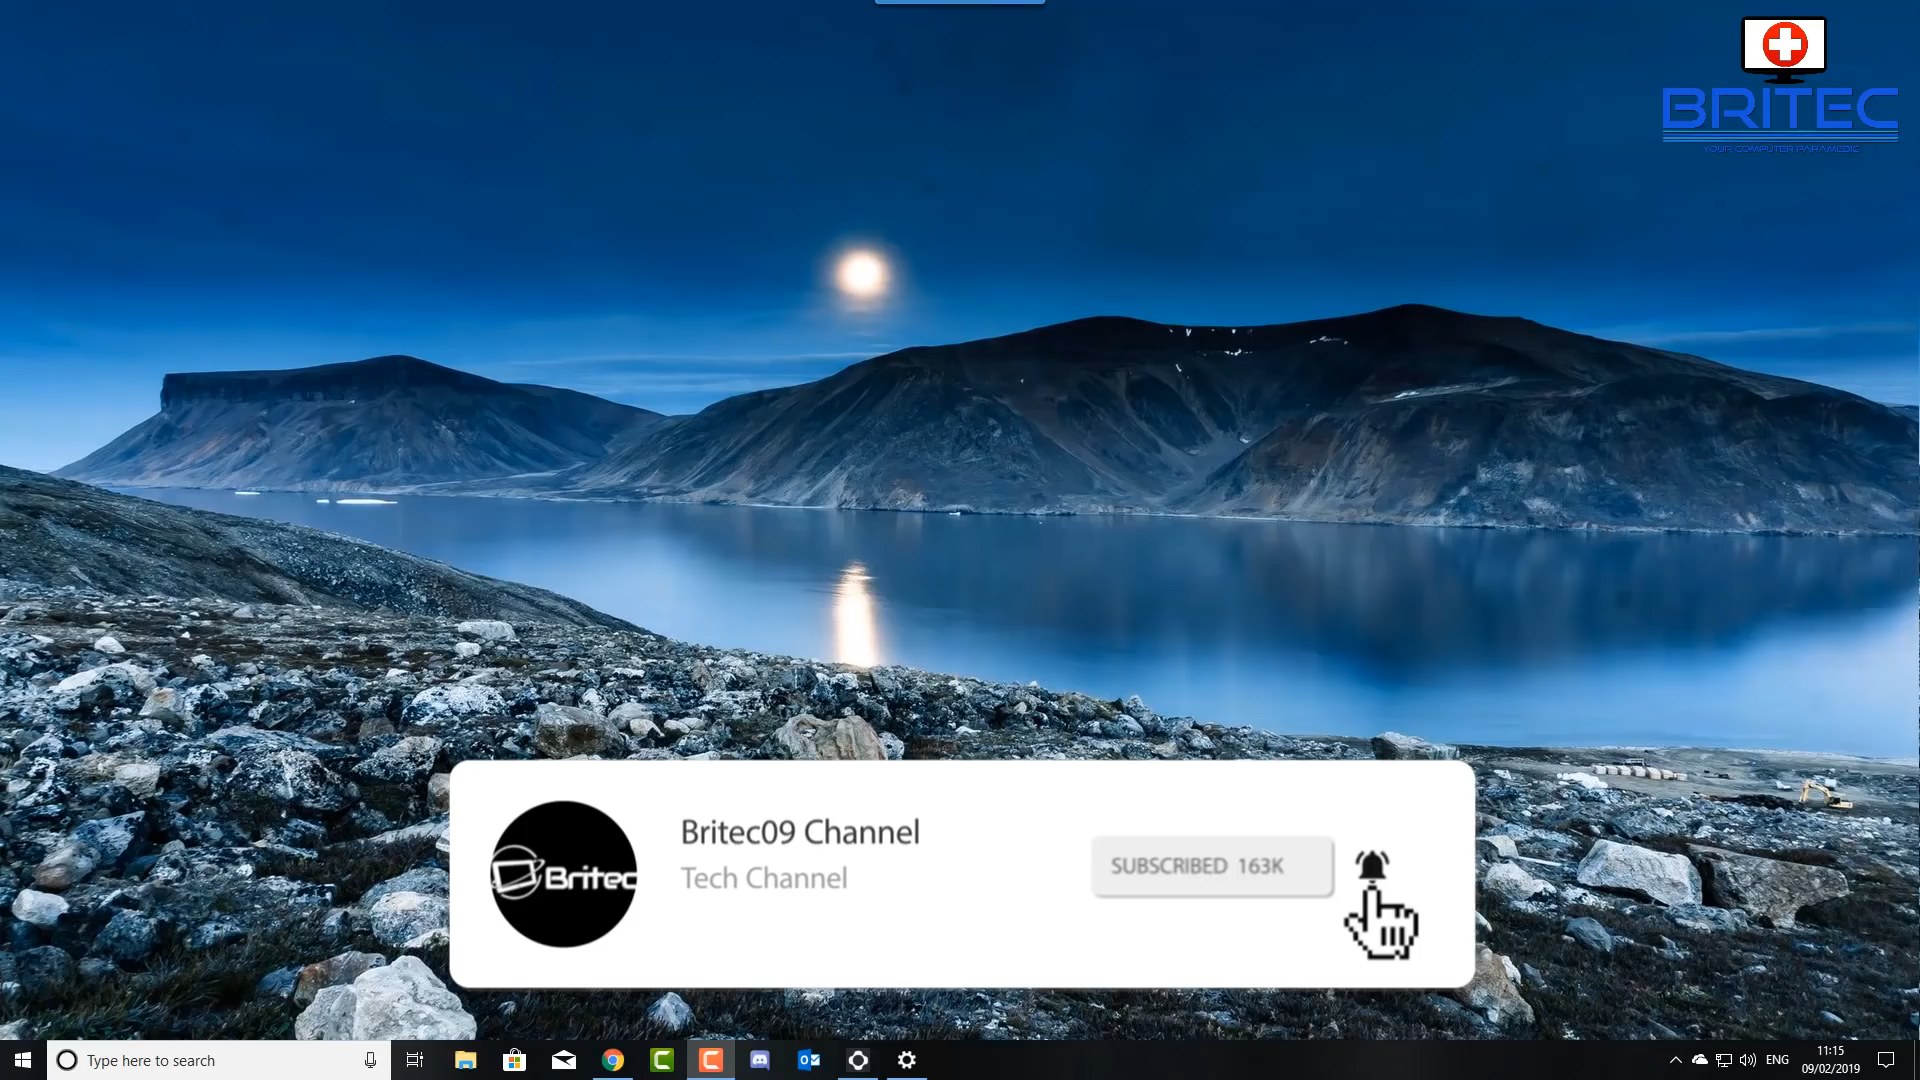 BRITEC
YOUR COMPUTER PARAMEDIC
Britec09 Channel
Tech Channel
Britec
SUBSCRIBED 163K
Type here to search
ENG
11:15
09/02/2019